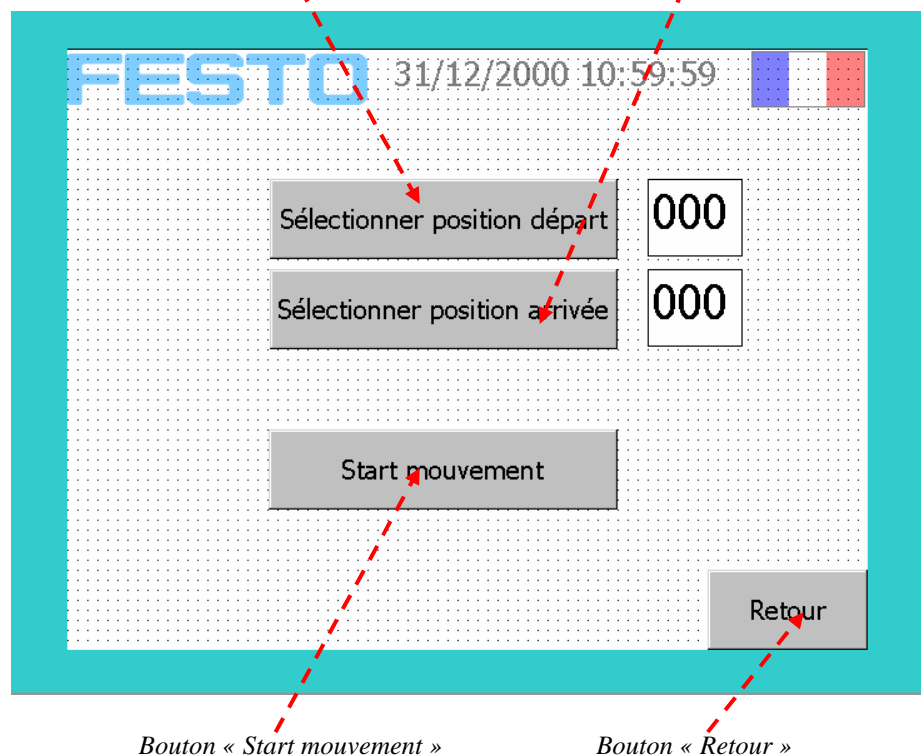 FESTO 31/12/2000 10:59:59
Sélectionner position départ 000
Sélectionner position arrivée 000
Start mouvement
Retour
Bouton « Start mouvement » Bouton « Retour »